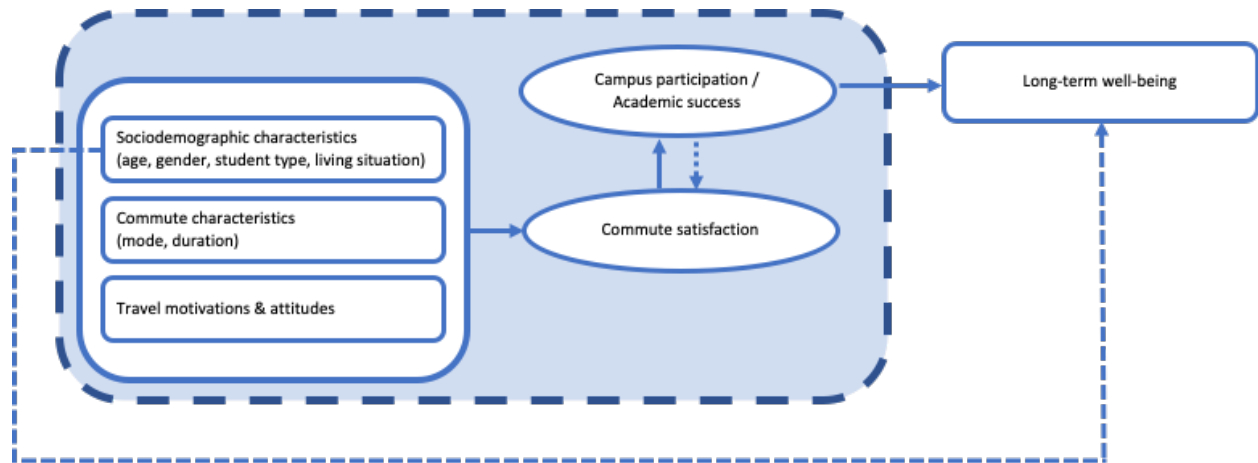 Sociodemographic characteristics
(age, gender, student type, living situation)
Commute characteristics
(mode, duration)
Travel motivations & attitudes
Campus participation /
Academic success
Commute satisfaction
Long-term well-being